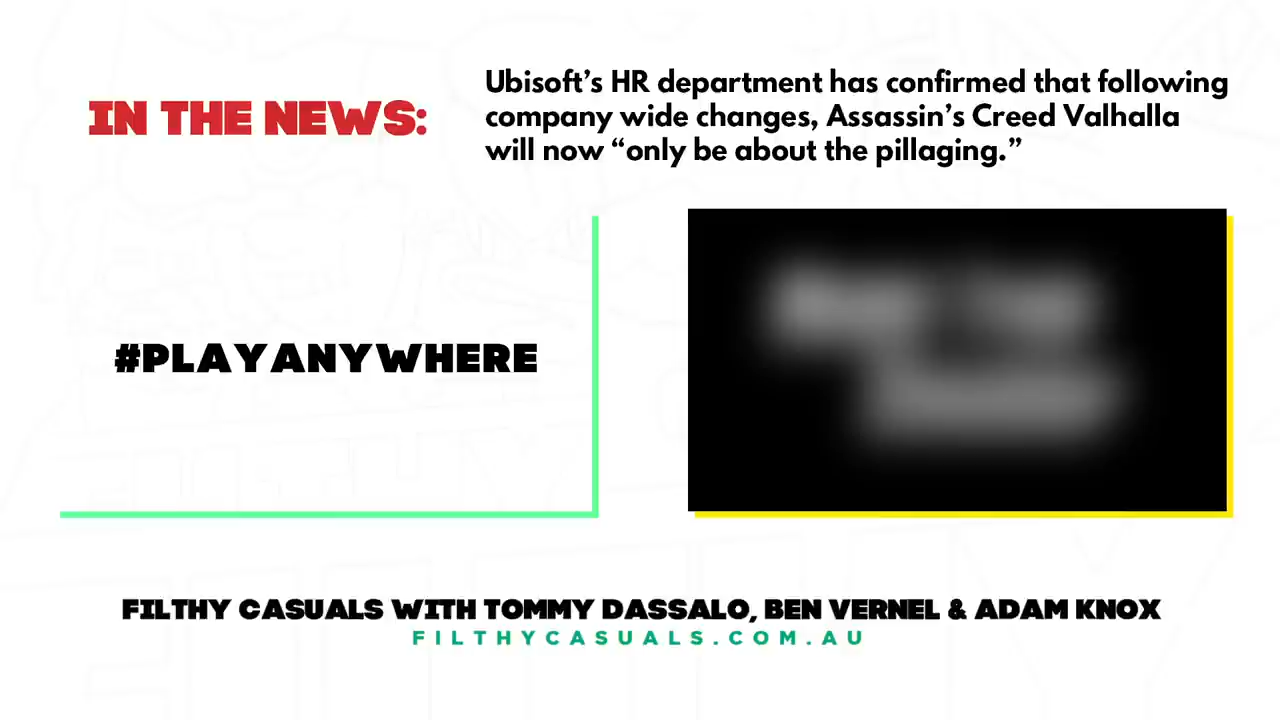 IN THE NEWS:
Ubisoft’s HR department has confirmed that following
company wide changes, Assassin’s Creed Valhalla
will now “only be about the pillaging.”
#PLAYANYWHERE
FILTHY CASUALS WITH TOMMY DASSALO, BEN VERNEL & ADAM KNOX
FILTHYCASUALS.COM.AU